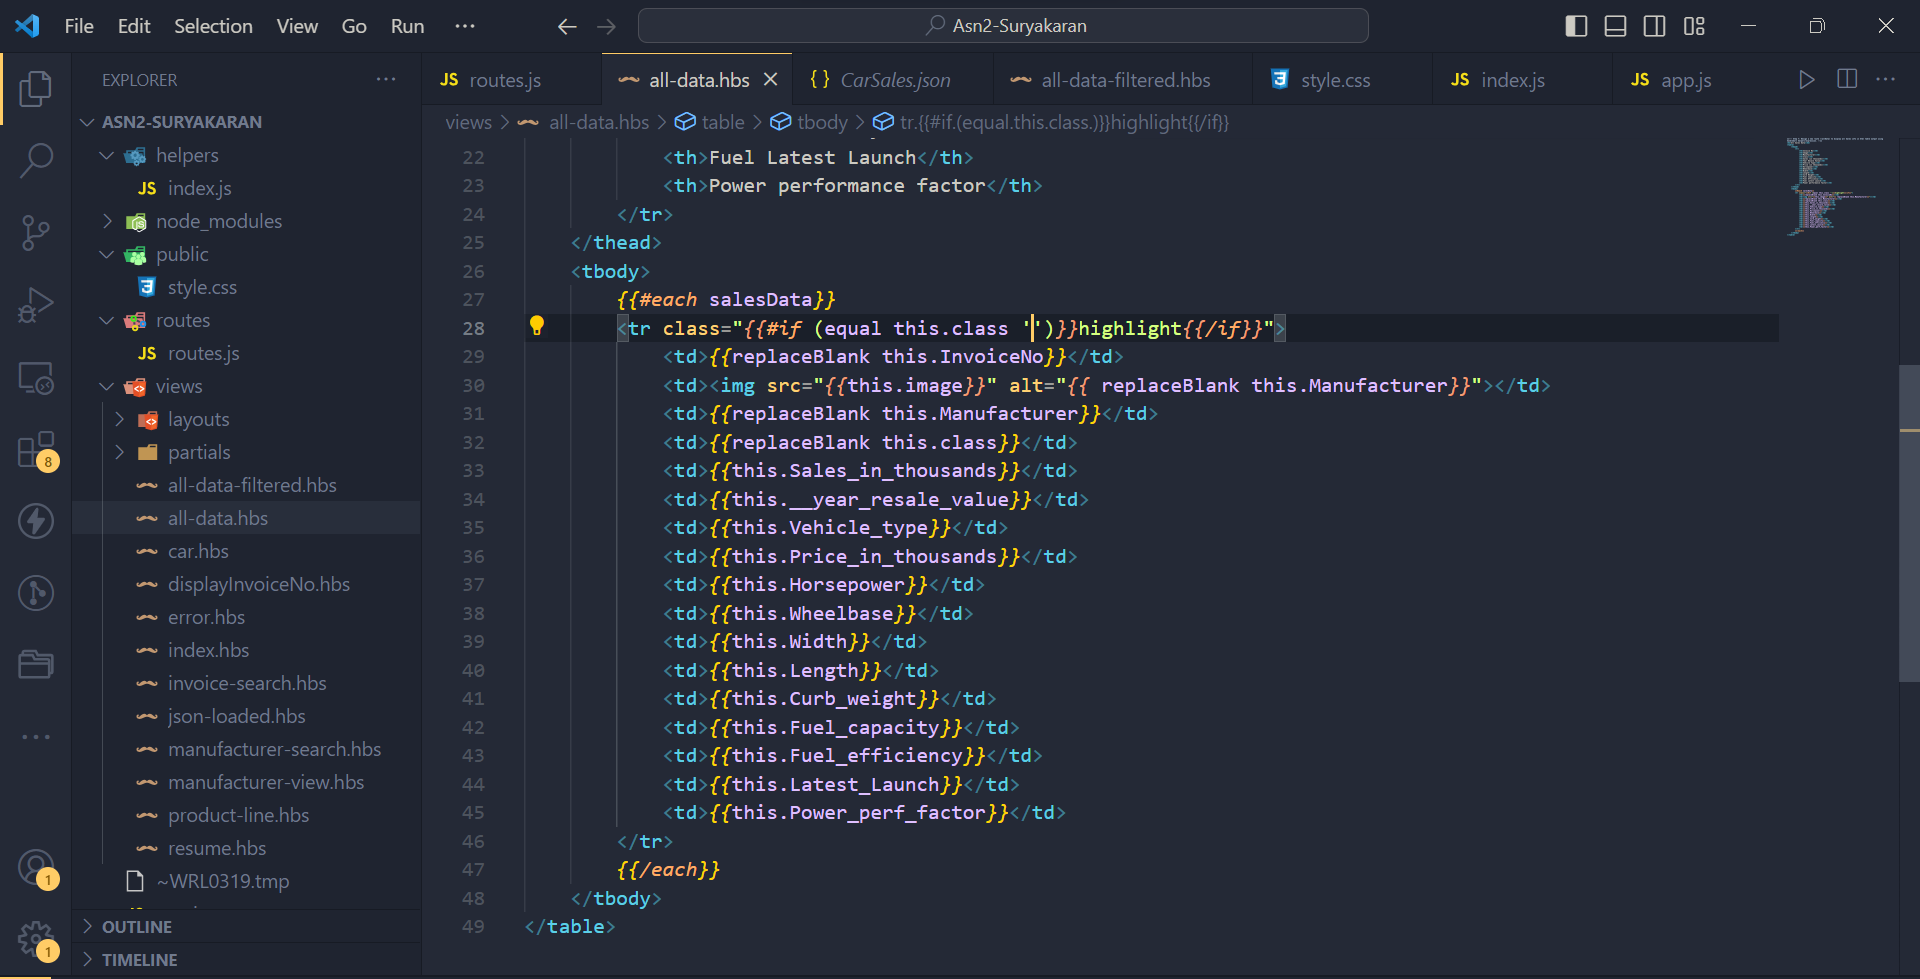 File Edit Selection View Go Run ···
Asn2-Suryakaran
EXPLORER ···
ASN2-SURYAKARAN
helpers
JS index.js
node_modules
public
style.css
routes
JS routes.js
views
layouts
partials
all-data-filtered.hbs
all-data.hbs
car.hbs
displayInvoiceNo.hbs
error.hbs
index.hbs
invoice-search.hbs
json-loaded.hbs
manufacturer-search.hbs
manufacturer-view.hbs
product-line.hbs
resume.hbs
~WRL0319.tmp
OUTLINE
TIMELINE
8
1
1
JS routes.js
all-data.hbs
{} CarSales.json
all-data-filtered.hbs
style.css
JS index.js
JS app.js
views > all-data.hbs > table > tbody > tr.{{#if.(equal.this.class.)}}highlight{{/if}}
22 <th>Fuel Latest Launch</th>
23 <th>Power performance factor</th>
24 </tr>
25 </thead>
26 <tbody>
27 {{#each salesData}}
28 <tr class="{{#if (equal this.class '')}}highlight{{/if}}">
29 <td>{{replaceBlank this.InvoiceNo}}</td>
30 <td><img src="{{this.image}}" alt="{{ replaceBlank this.Manufacturer}}"></td>
31 <td>{{replaceBlank this.Manufacturer}}</td>
32 <td>{{replaceBlank this.class}}</td>
33 <td>{{this.Sales_in_thousands}}</td>
34 <td>{{this.__year_resale_value}}</td>
35 <td>{{this.Vehicle_type}}</td>
36 <td>{{this.Price_in_thousands}}</td>
37 <td>{{this.Horsepower}}</td>
38 <td>{{this.Wheelbase}}</td>
39 <td>{{this.Width}}</td>
40 <td>{{this.Length}}</td>
41 <td>{{this.Curb_weight}}</td>
42 <td>{{this.Fuel_capacity}}</td>
43 <td>{{this.Fuel_efficiency}}</td>
44 <td>{{this.Latest_Launch}}</td>
45 <td>{{this.Power_perf_factor}}</td>
46 </tr>
47 {{/each}}
48 </tbody>
49 </table>